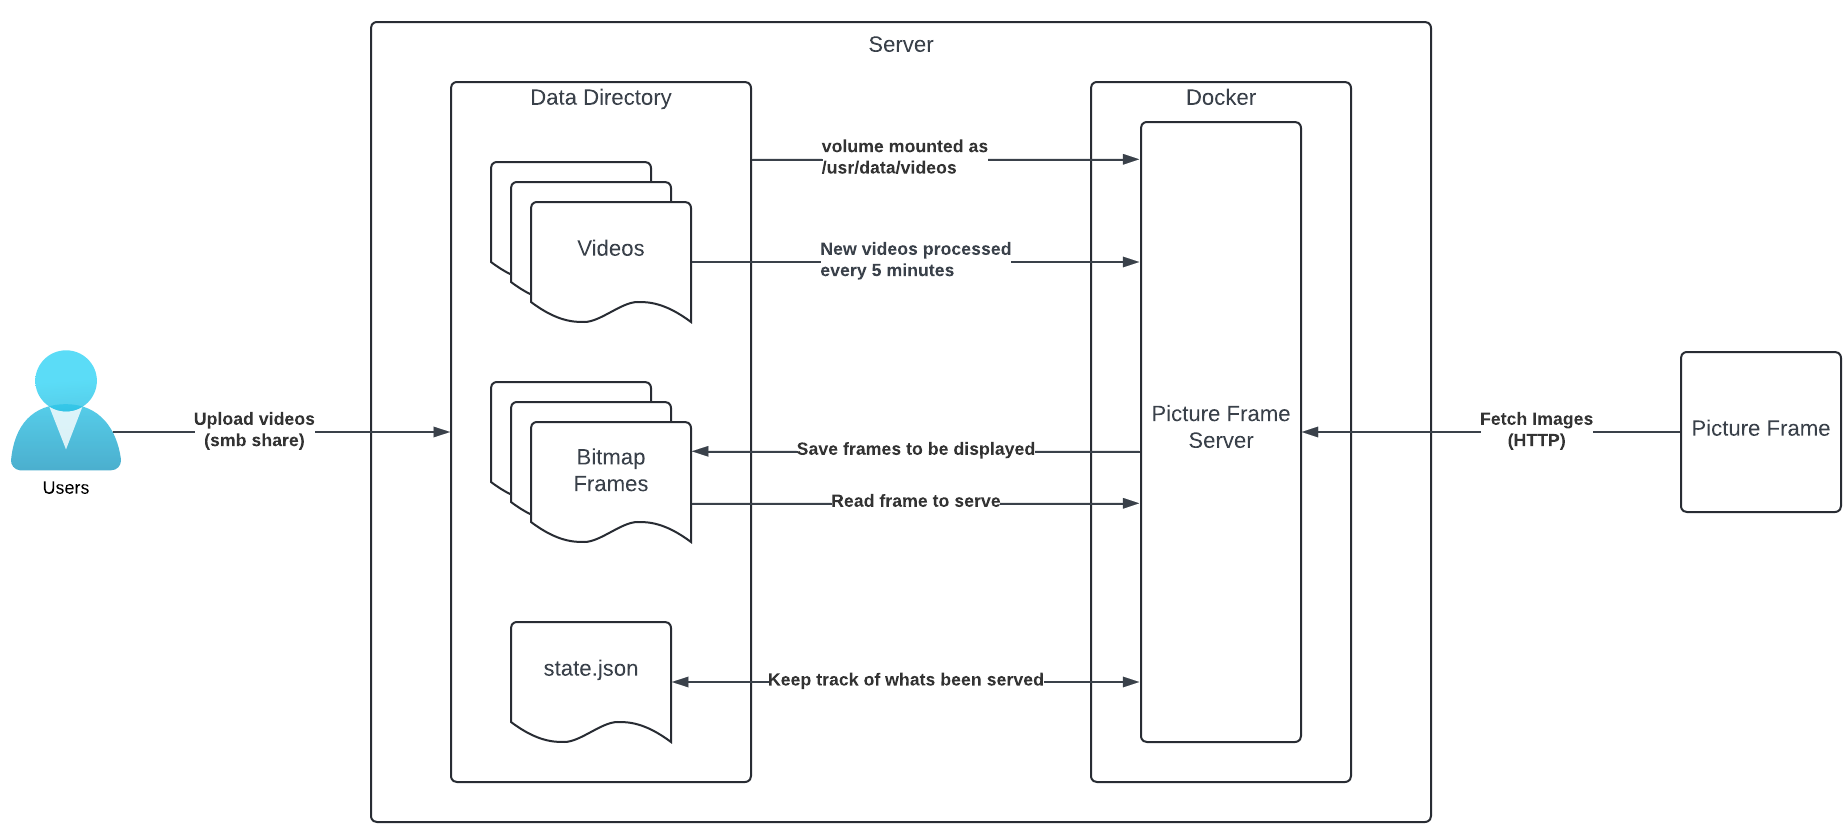 Server
Data Directory
Docker
volume mounted as
/usr/data/videos
Videos
New videos processed
every 5 minutes
Upload videos
(smb share)
Users
Bitmap
Frames
Save frames to be displayed
Read frame to serve
Picture Frame
Server
Fetch Images
(HTTP)
Picture Frame
state.json
Keep track of whats been served